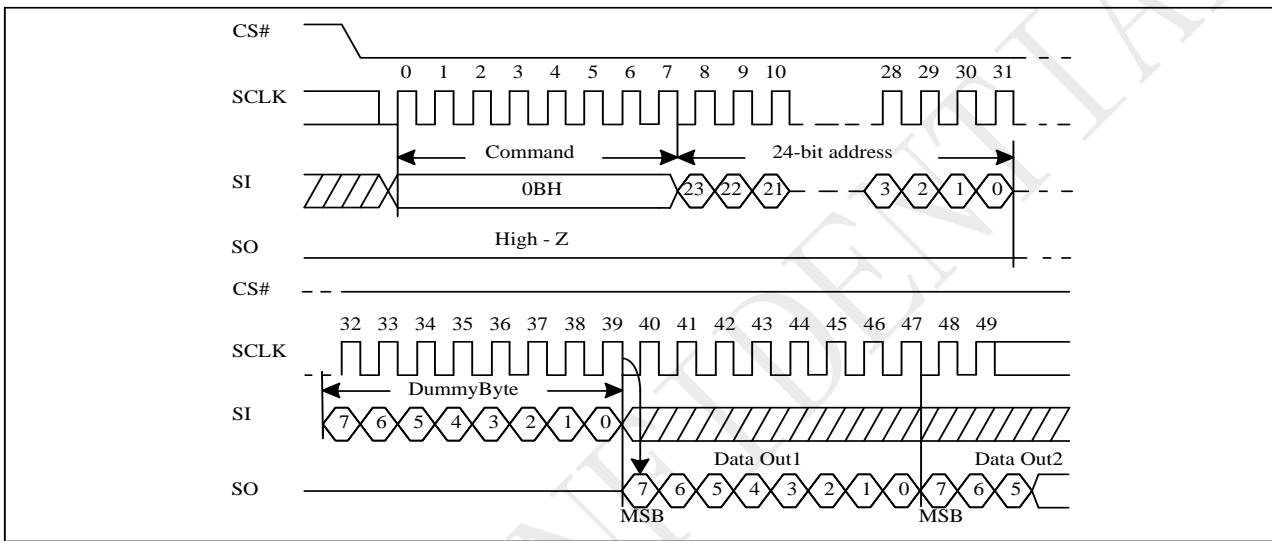 CS#
0 1 2 3 4 5 6 7 8 9 10 28 29 30 31
SCLK
Command 24-bit address
SI 0BH 23 22 21 3 2 1 0
High - Z
SO
CS#
32 33 34 35 36 37 38 39 40 41 42 43 44 45 46 47 48 49
SCLK
DummyByte
SI 7 6 5 4 3 2 1 0
Data Out1 Data Out2
SO 7 6 5 4 3 2 1 0 7 6 5
MSB MSB